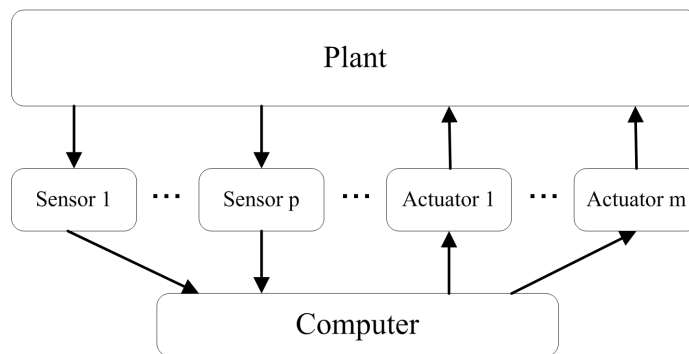 Plant
Sensor 1 ... Sensor p ... Actuator 1 ... Actuator m
Computer